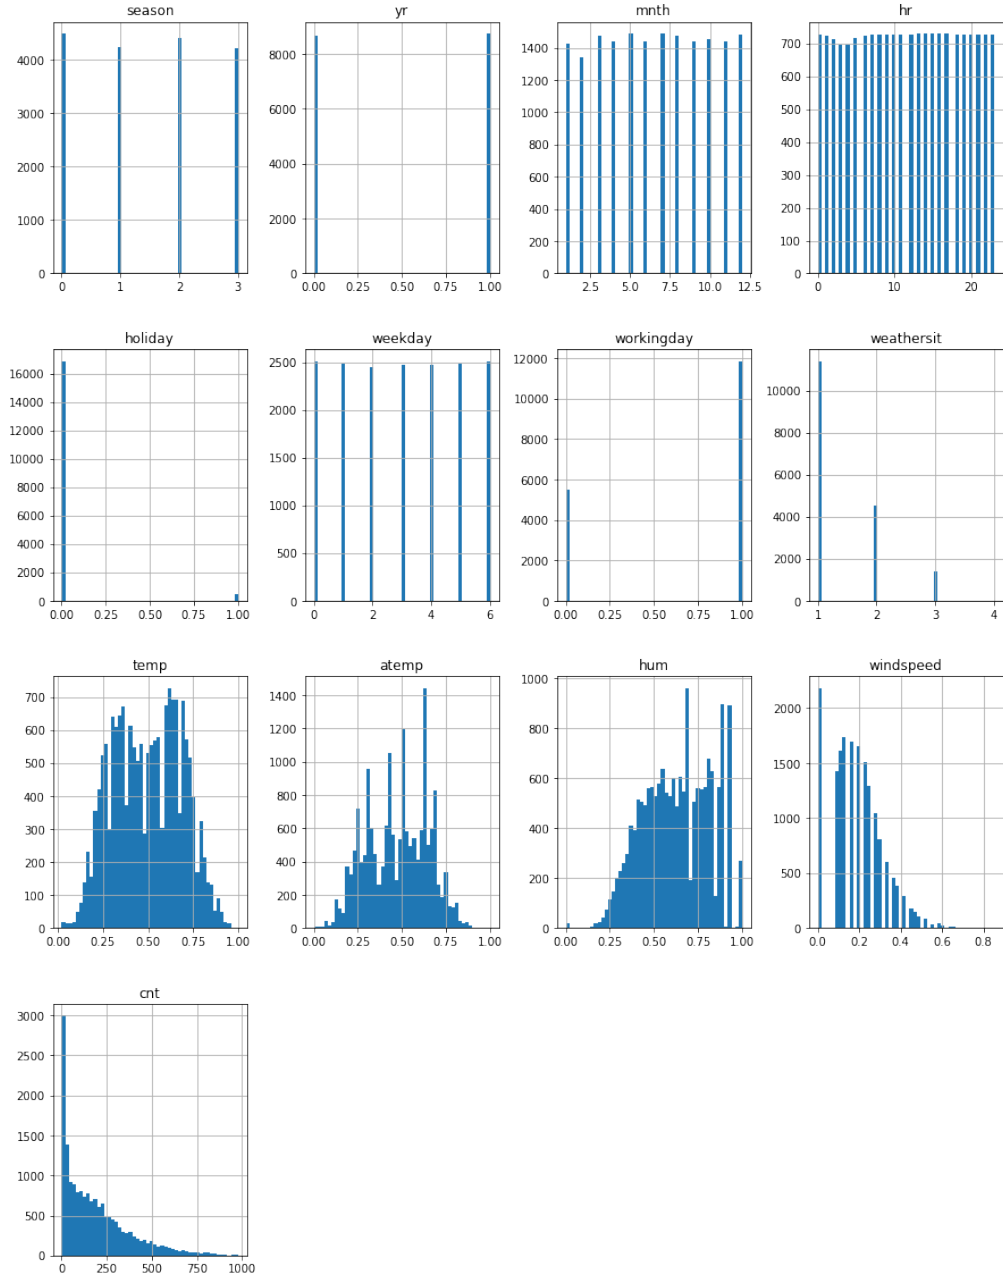 season yr mnth hr
4000 3000 2000 1000 0
0 1 2 3
8000 6000 4000 2000 0
0.00 0.25 0.50 0.75 1.00
1400 1200 1000 800 600 400 200 0
2.5 5.0 7.5 10.0 12.5
700 600 500 400 300 200 100 0
0 10 20
holiday weekday workingday weathersit
16000 14000 12000 10000 8000 6000 4000 2000 0
0.00 0.25 0.50 0.75 1.00
2500 2000 1500 1000 500 0
0 2 4 6
12000 10000 8000 6000 4000 2000 0
0.00 0.25 0.50 0.75 1.00
10000 8000 6000 4000 2000 0
1 2 3 4
temp atemp hum windspeed
700 600 500 400 300 200 100 0
0.00 0.25 0.50 0.75 1.00
1400 1200 1000 800 600 400 200 0
0.00 0.25 0.50 0.75 1.00
1000 800 600 400 200 0
0.00 0.25 0.50 0.75 1.00
2000 1500 1000 500 0
0.0 0.2 0.4 0.6 0.8
cnt
3000 2500 2000 1500 1000 500 0
0 250 500 750 1000